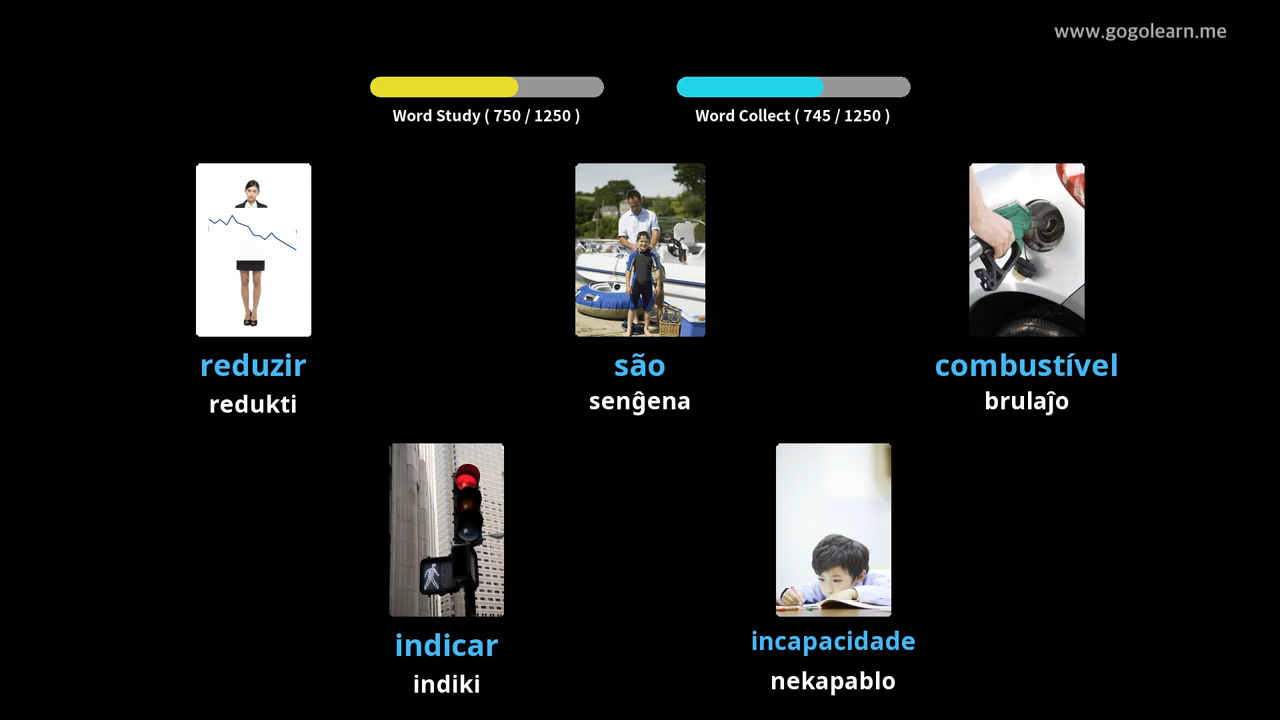 www.gogolearn.me
Word Study ( 750 / 1250 )
Word Collect ( 745 / 1250 )
reduzir
redukti
são
senĝena
combustível
brulaĵo
indicar
indiki
incapacidade
nekapablo